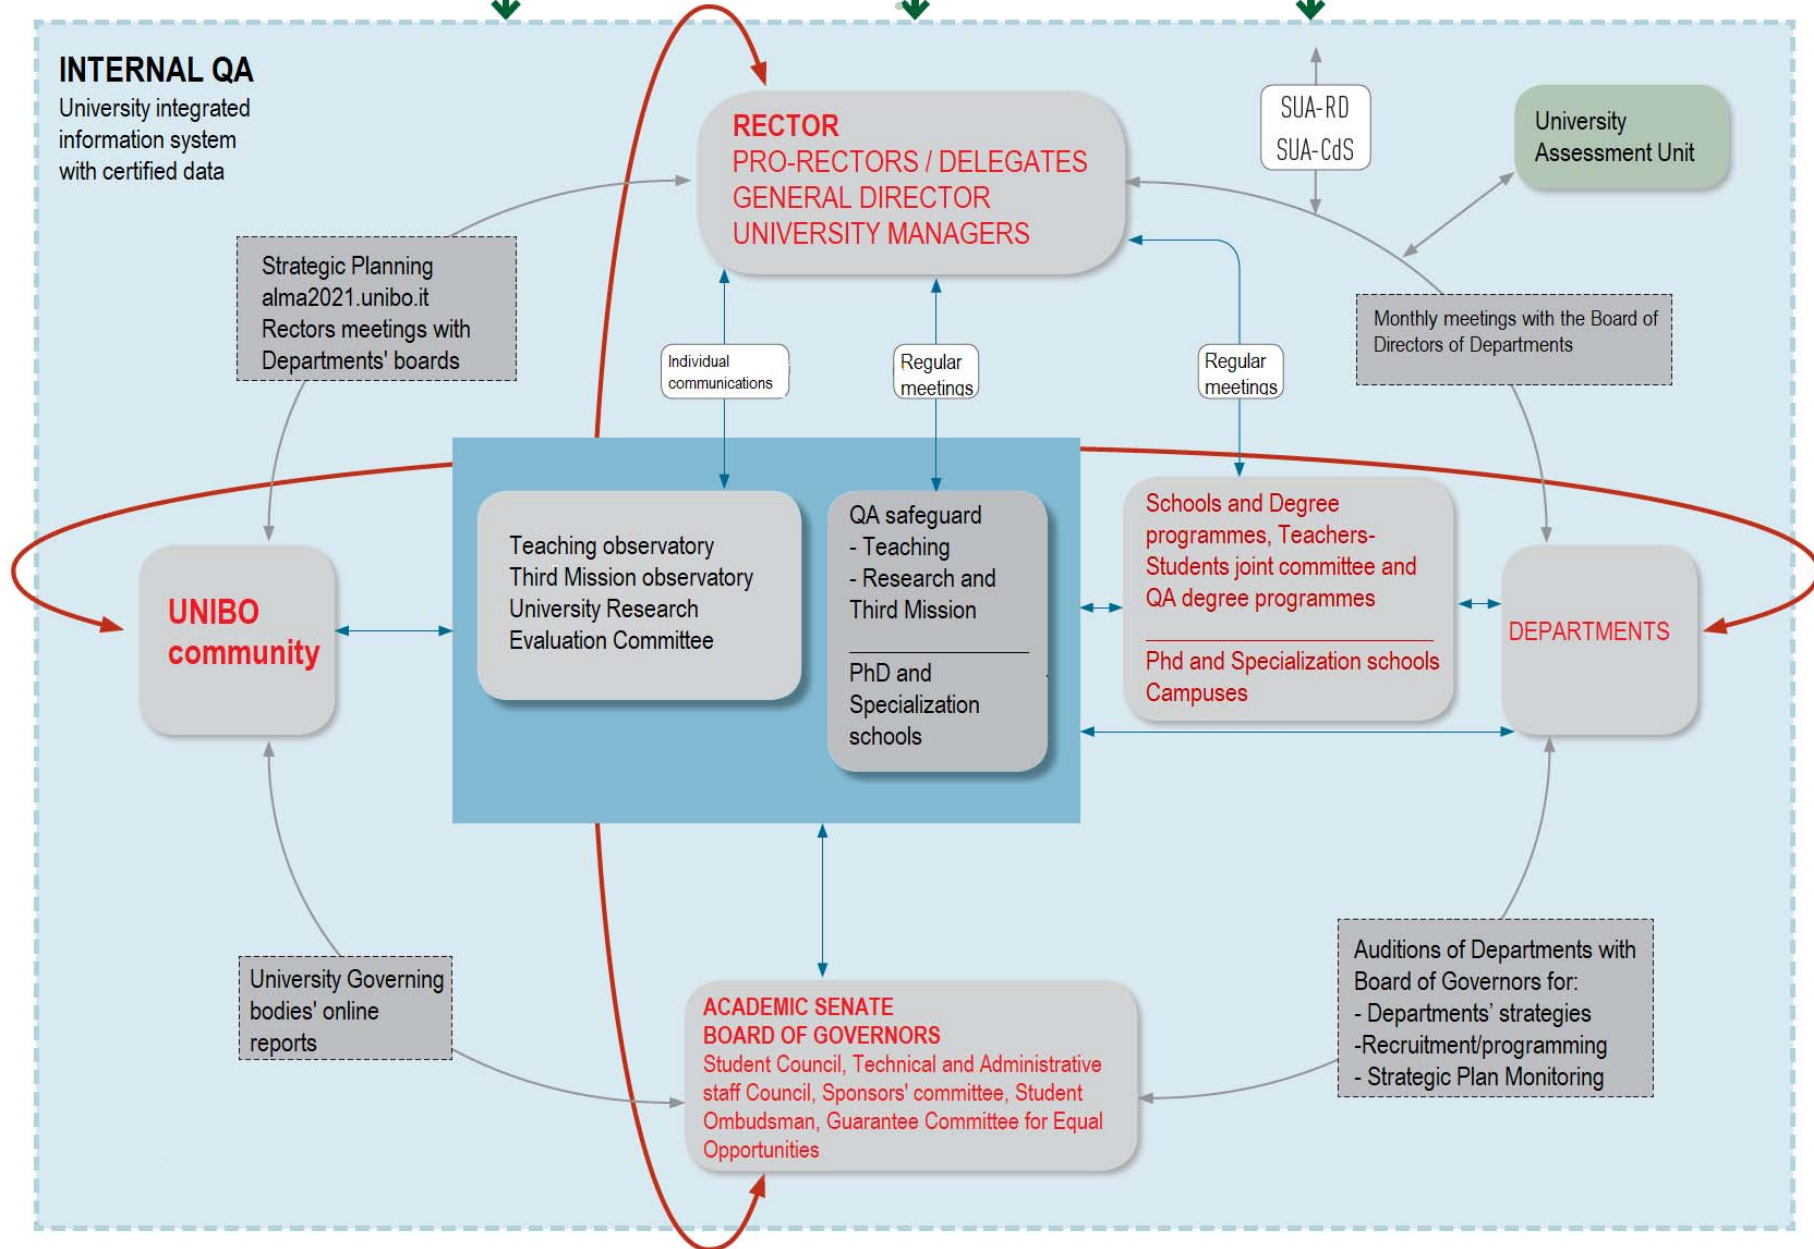 INTERNAL QA
University integrated
information system
with certified data
RECTOR
PRO-RECTORS / DELEGATES
GENERAL DIRECTOR
UNIVERSITY MANAGERS
SUA-RD
SUA-CdS
University
Assessment Unit
Strategic Planning
alma2021.unibo.it
Rectors meetings with
Departments' boards
Individual
communications
Regular
meetings
Regular
meetings
Monthly meetings with the Board of
Directors of Departments
UNIBO
community
Teaching observatory
Third Mission observatory
University Research
Evaluation Committee
QA safeguard
- Teaching
- Research and
Third Mission
PhD and
Specialization
schools
Schools and Degree
programmes, Teachers-
Students joint committee and
QA degree programmes
Phd and Specialization schools
Campuses
DEPARTMENTS
University Governing
bodies' online
reports
ACADEMIC SENATE
BOARD OF GOVERNORS
Student Council, Technical and Administrative
staff Council, Sponsors' committee, Student
Ombudsman, Guarantee Committee for Equal
Opportunities
Auditions of Departments with
Board of Governors for:
- Departments’ strategies
-Recruitment/programming
- Strategic Plan Monitoring